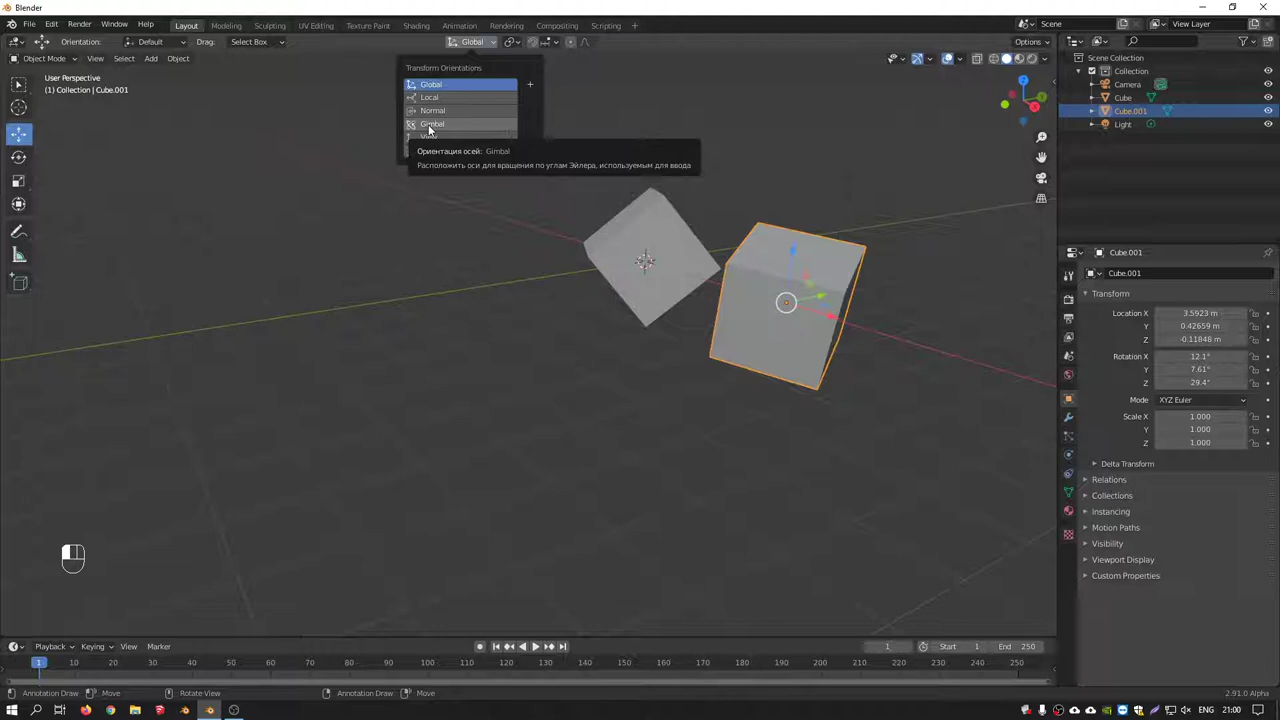 Blender
File Edit Render Window Help Layout Modeling Sculpting UV Editing Texture Paint Shading Animation Rendering Compositing Scripting + Scene View Layer
Orientation: Default Drag: Select Box Global Options
Object Mode View Select Add Object
User Perspective
(1) Collection | Cube.001
Transform Orientations
Global
Local
Normal
Gimbal
Ориентация осей: Gimbal
Расположить оси для вращения по углам Эйлера, используемым для ввода
Z
Y
X
Scene Collection
Collection
Camera
Cube
Cube.001
Light
Cube.001
Cube.001
Transform
Location X 3.5923 m
Y 0.42659 m
Z -0.11848 m
Rotation X 12.1°
Y 7.61°
Z 29.4°
Mode XYZ Euler
Scale X 1.000
Y 1.000
Z 1.000
Delta Transform
Relations
Collections
Instancing
Motion Paths
Visibility
Viewport Display
Custom Properties
Playback Keying View Marker 1 Start 1 End 250
1 10 20 30 40 50 60 70 80 90 100 110 120 130 140 150 160 170 180 190 200 210 220 230 240 250
Annotation Draw Move Rotate View Annotation Draw Move 2.91.0 Alpha
ENG 21:00